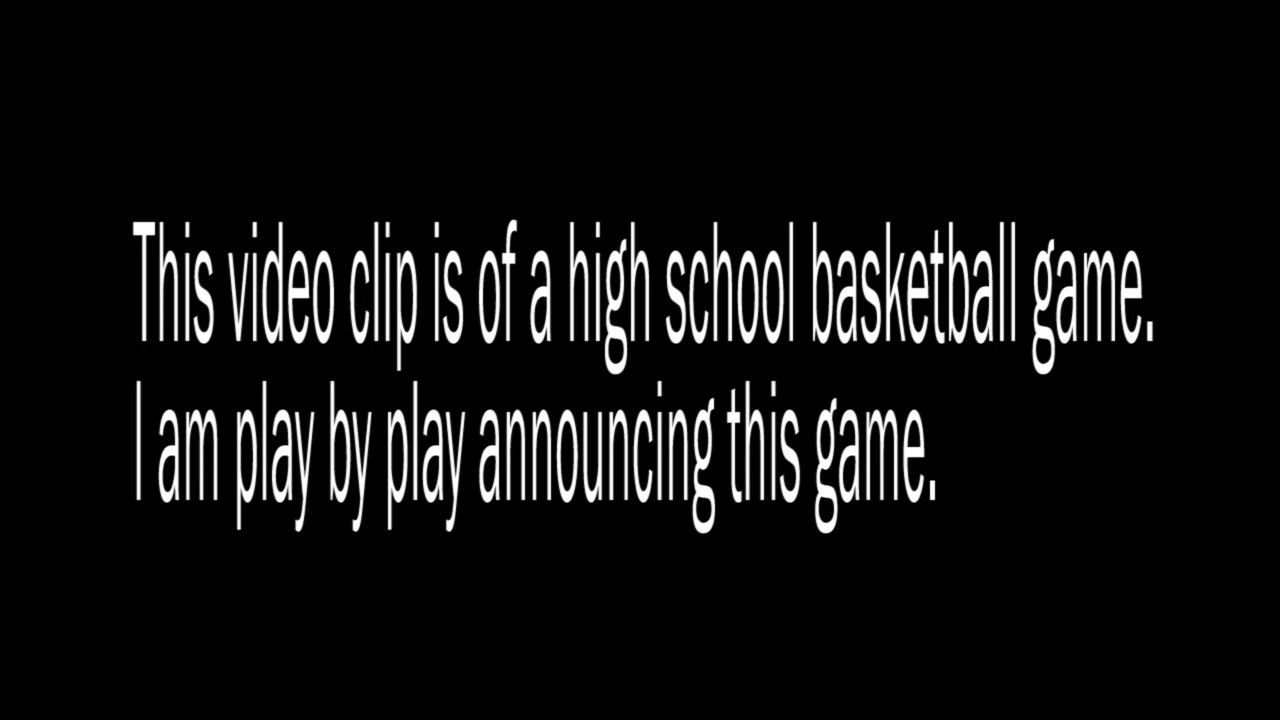 This video clip is of a high school basketball game.
I am play by play announcing this game.